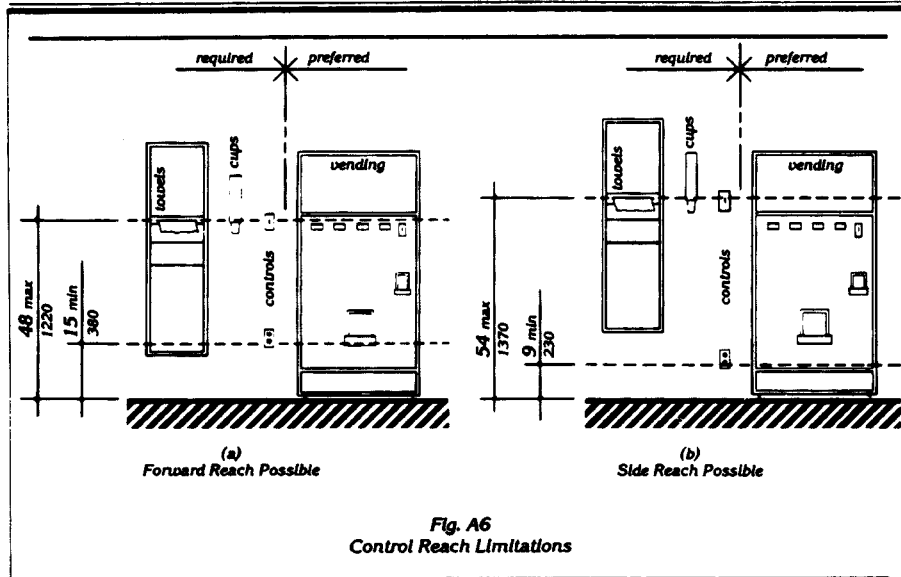 required preferred
towels
cups
vending
controls
48 max
1220
15 min
380
(a)
Forward Reach Possible
required preferred
towels
cups
vending
controls
54 max
1370
9 min
230
(b)
Side Reach Possible
Fig. A6
Control Reach Limitations